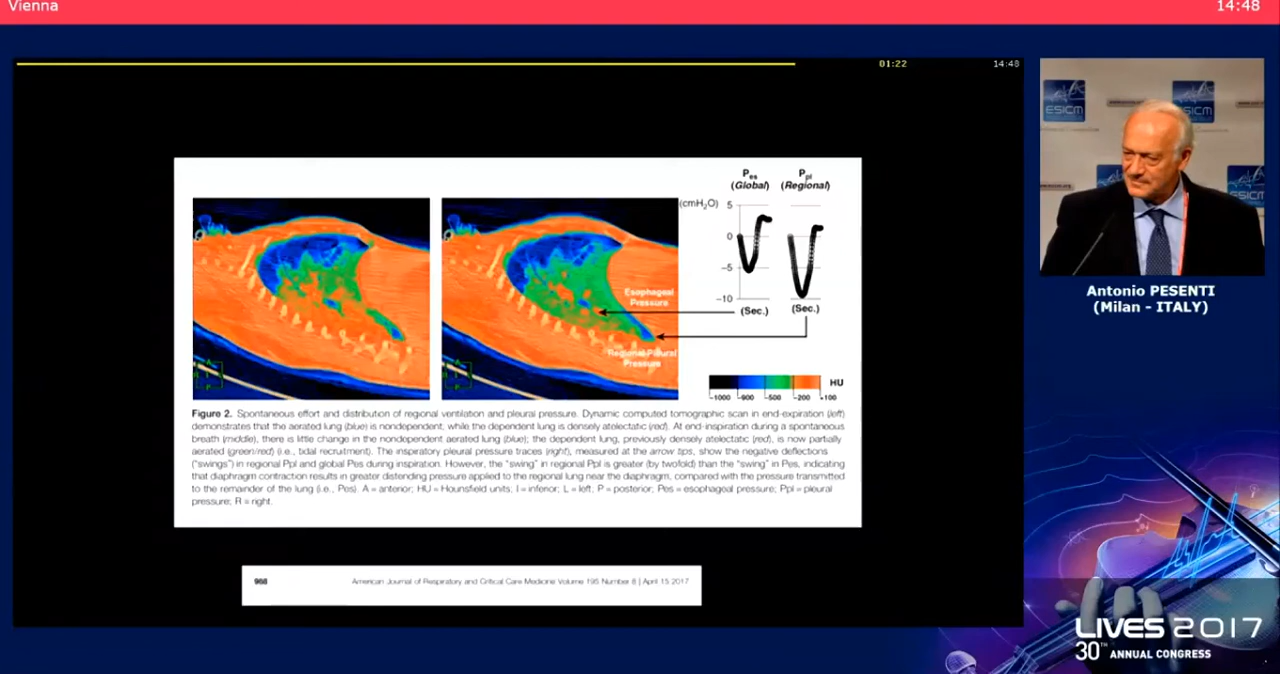 Vienna
14:48
01:22
14:48
ESICM
ESICM
ESICM
P es
(Global)
P pl
(Regional)
(cmH2O)
5
0
−5
−10
(Sec.)
(Sec.)
Esophageal
Pressure
Regional Pleural
Pressure
HU
-1000 -900 -500 -200 +100
Figure 2. Spontaneous effort and distribution of regional ventilation and pleural pressure. Dynamic computed tomographic scan in end-expiration (left)
demonstrates that the aerated lung (blue) is nondependent; while the dependent lung is densely atelectatic (red). At end-inspiration during a spontaneous
breath (middle), there is little change in the nondependent aerated lung (blue); the dependent lung, previously densely atelectatic (red), is now partially
aerated (green/red) (i.e., tidal recruitment). The inspiratory pleural pressure traces (right), measured at the arrow tips, show the negative deflections
("swings") in regional Ppl and global Pes during inspiration. However, the "swing" in regional Ppl is greater (by twofold) than the "swing" in Pes, indicating
that diaphragm contraction results in greater distending pressure applied to the regional lung near the diaphragm, compared with the pressure transmitted
to the remainder of the lung (i.e., Pes). A = anterior; HU = Hounsfield units; I = inferior; L = left; P = posterior; Pes = esophageal pressure; Ppl = pleural
pressure; R = right.
968
American Journal of Respiratory and Critical Care Medicine Volume 195 Number 8 | April 15 2017
Antonio PESENTI
(Milan - ITALY)
LIVES 2017
30TH ANNUAL CONGRESS